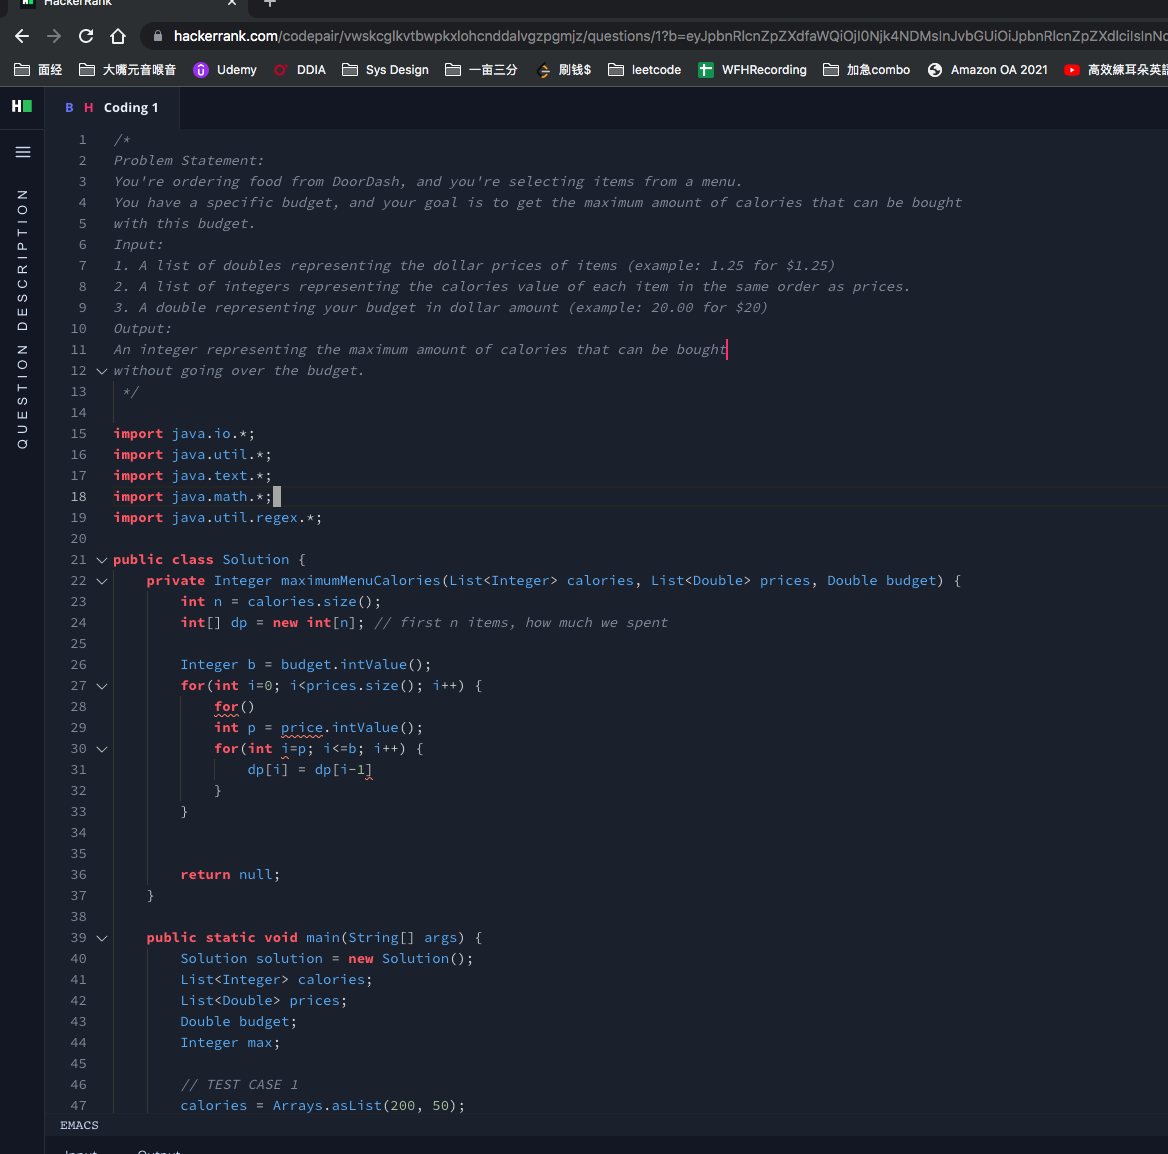 HackerRank
hackerrank.com/codepair/vwskcglkvtbwpkxlohcnddalvgzpgmjz/questions/1?b=eyJpbnRlcnZpZXdfaWQiOjI0Njk4NDMsInJvbGUiOiJpbnRlcnZpZXdlciIsInNo
面经 大嘴元音喉音 Udemy DDIA Sys Design 一亩三分 刷钱$ leetcode WFHRecording 加急combo Amazon OA 2021 高效練耳朵英
H
B H Coding 1
QUESTION DESCRIPTION
1 /*
2 Problem Statement:
3 You're ordering food from DoorDash, and you're selecting items from a menu.
4 You have a specific budget, and your goal is to get the maximum amount of calories that can be bought
5 with this budget.
6 Input:
7 1. A list of doubles representing the dollar prices of items (example: 1.25 for $1.25)
8 2. A list of integers representing the calories value of each item in the same order as prices.
9 3. A double representing your budget in dollar amount (example: 20.00 for $20)
10 Output:
11 An integer representing the maximum amount of calories that can be bought
12 without going over the budget.
13 */
14
15 import java.io.*;
16 import java.util.*;
17 import java.text.*;
18 import java.math.*;
19 import java.util.regex.*;
20
21 public class Solution {
22 private Integer maximumMenuCalories(List<Integer> calories, List<Double> prices, Double budget) {
23 int n = calories.size();
24 int[] dp = new int[n]; // first n items, how much we spent
25
26 Integer b = budget.intValue();
27 for(int i=0; i<prices.size(); i++) {
28 for()
29 int p = price.intValue();
30 for(int i=p; i<=b; i++) {
31 dp[i] = dp[i-1]
32 }
33 }
34
35
36 return null;
37 }
38
39 public static void main(String[] args) {
40 Solution solution = new Solution();
41 List<Integer> calories;
42 List<Double> prices;
43 Double budget;
44 Integer max;
45
46 // TEST CASE 1
47 calories = Arrays.asList(200, 50);
EMACS
Input Output